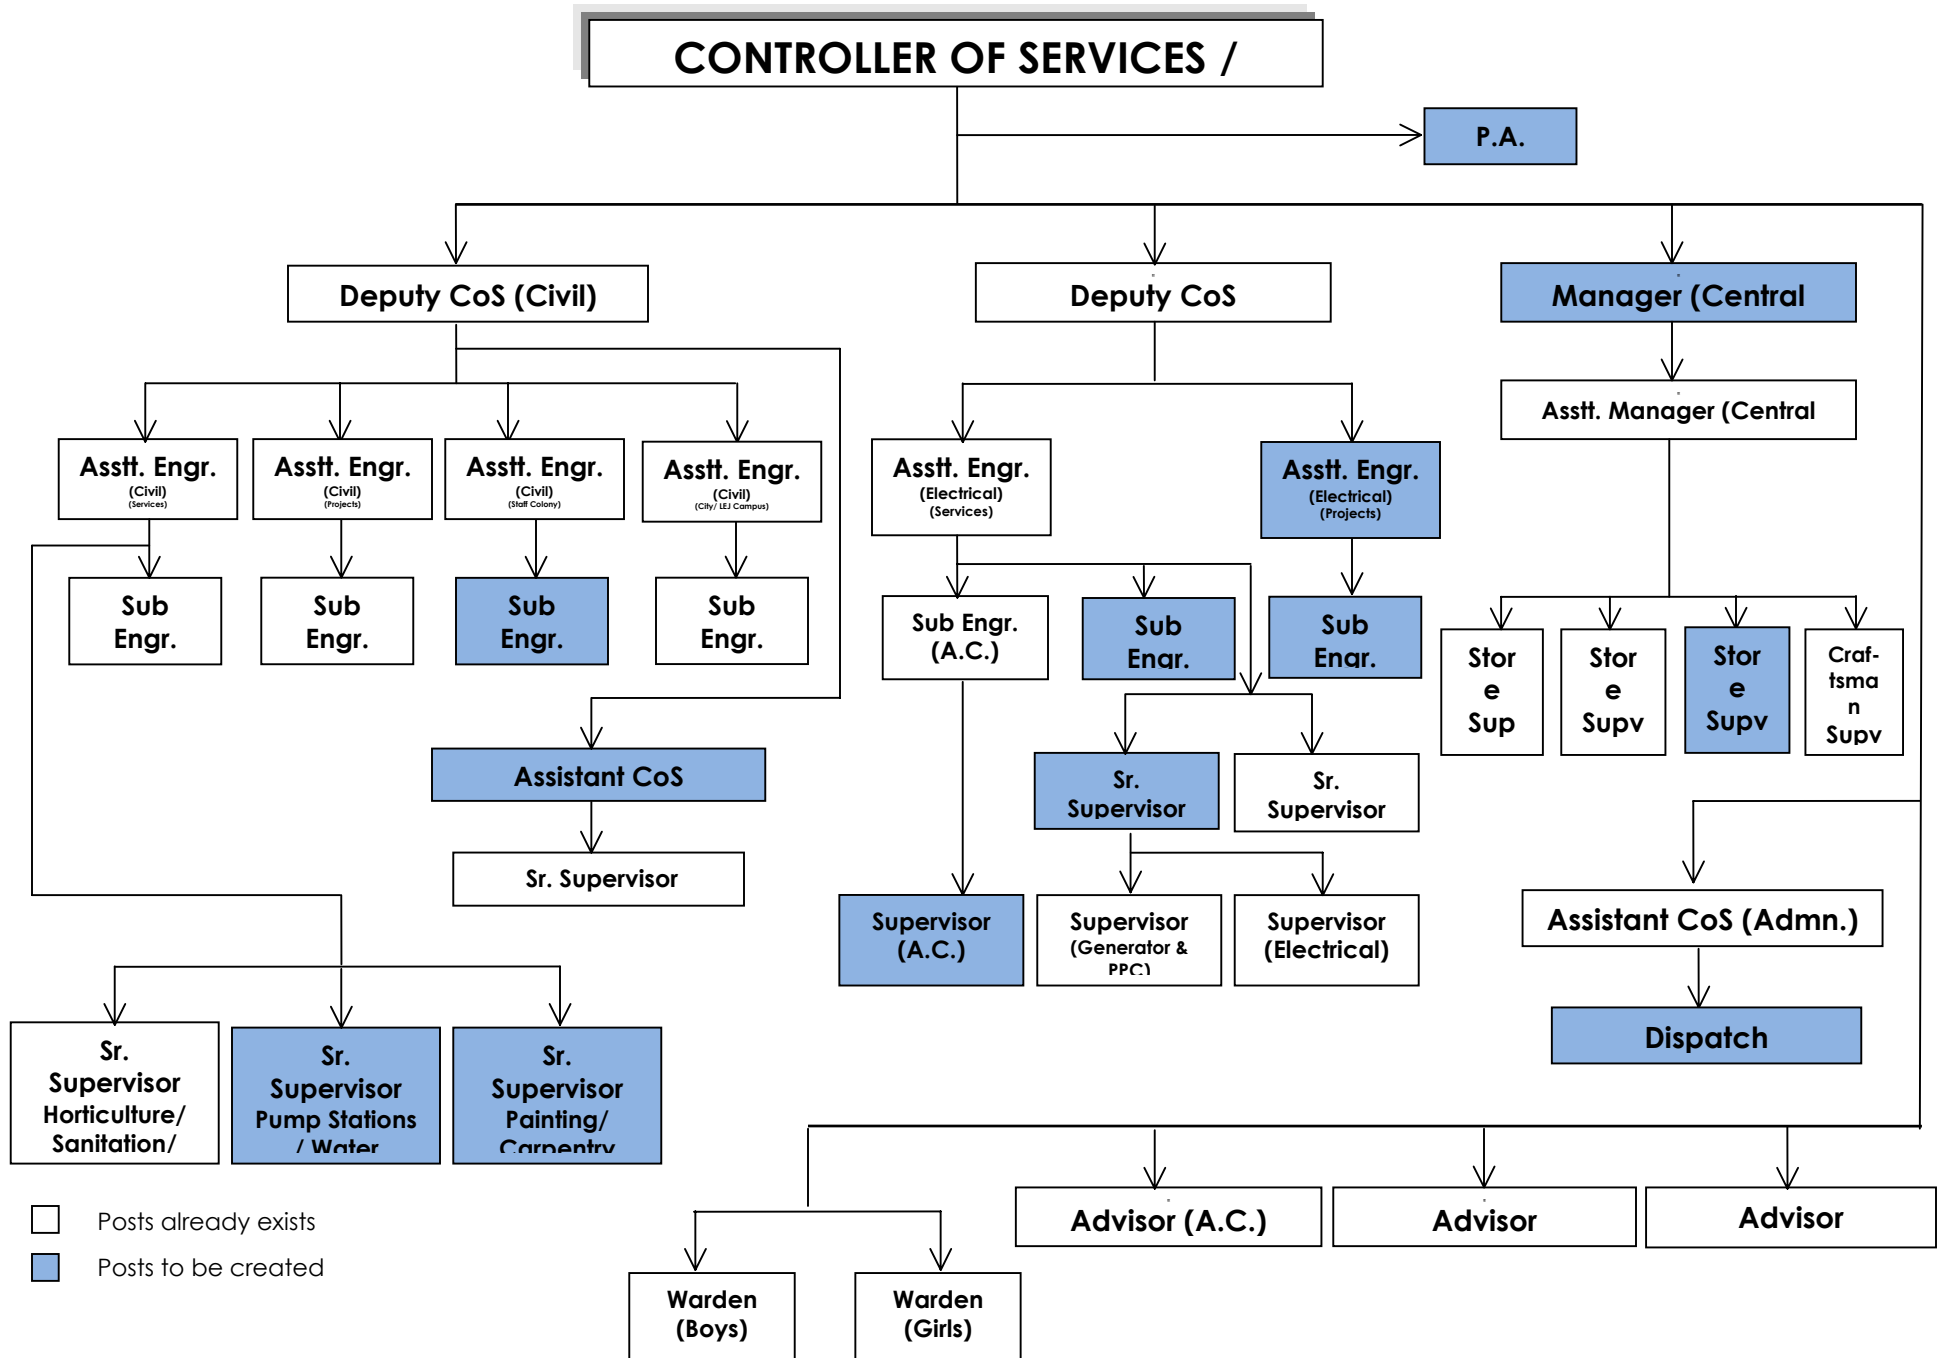 CONTROLLER OF SERVICES /
P.A.
Deputy CoS (Civil)
Deputy CoS
Manager (Central
Asstt. Manager (Central
Asstt. Engr.
(Civil)
(Services)
Asstt. Engr.
(Civil)
(Projects)
Asstt. Engr.
(Civil)
(Staff Colony)
Asstt. Engr.
(Civil)
(City/ LEJ Campus)
Asstt. Engr.
(Electrical)
(Services)
Asstt. Engr.
(Electrical)
(Projects)
Sub
Engr.
Sub
Engr.
Sub
Engr.
Sub
Engr.
Sub Engr.
(A.C.)
Sub
Engr.
Sub
Engr.
Stor
e
Sup
Stor
e
Supv
Stor
e
Supv
Craf-
tsma
n
Supv
Assistant CoS
Sr.
Supervisor
Sr.
Supervisor
Sr. Supervisor
Supervisor
(A.C.)
Supervisor
(Generator &
PPC)
Supervisor
(Electrical)
Assistant CoS (Admn.)
Dispatch
Sr.
Supervisor
Horticulture/
Sanitation/
Sr.
Supervisor
Pump Stations
/ Water
Sr.
Supervisor
Painting/
Carpentry
Advisor (A.C.)
Advisor
Advisor
Posts already exists
Posts to be created
Warden
(Boys)
Warden
(Girls)